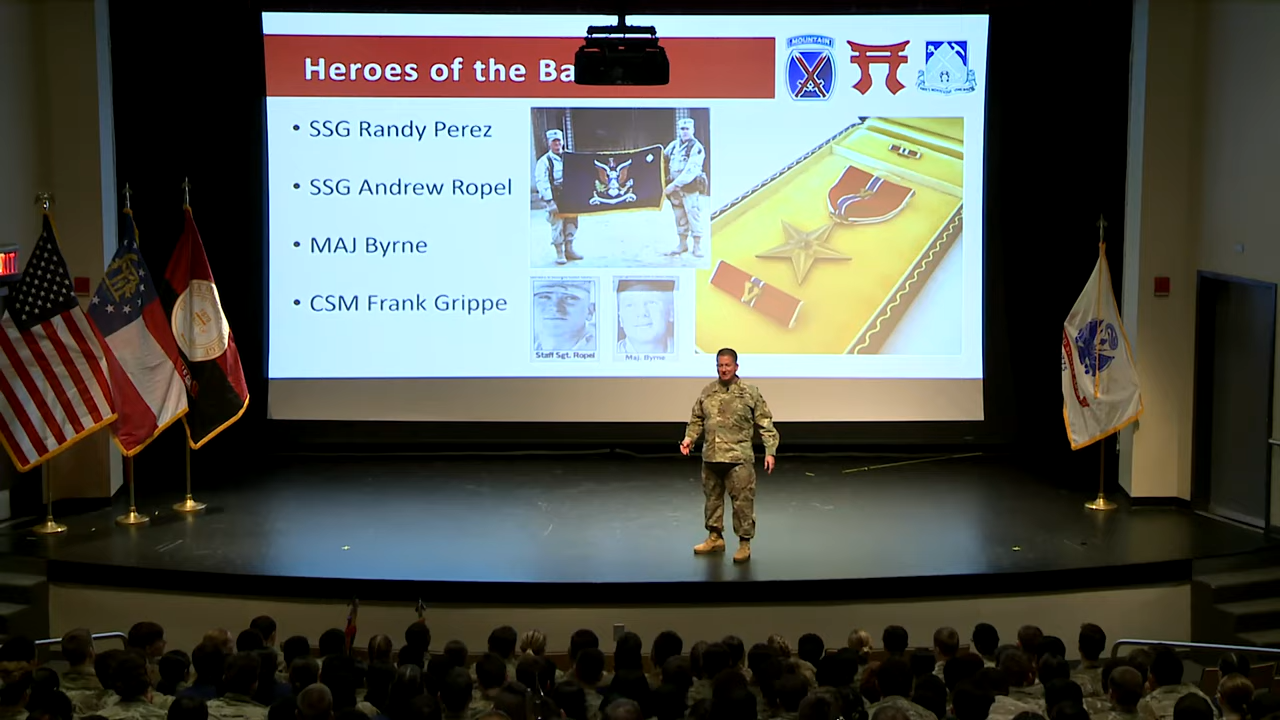 Heroes of the Ba
MOUNTAIN
• SSG Randy Perez
• SSG Andrew Ropel
• MAJ Byrne
• CSM Frank Grippe
Staff Sgt. Ropel
Maj. Byrne